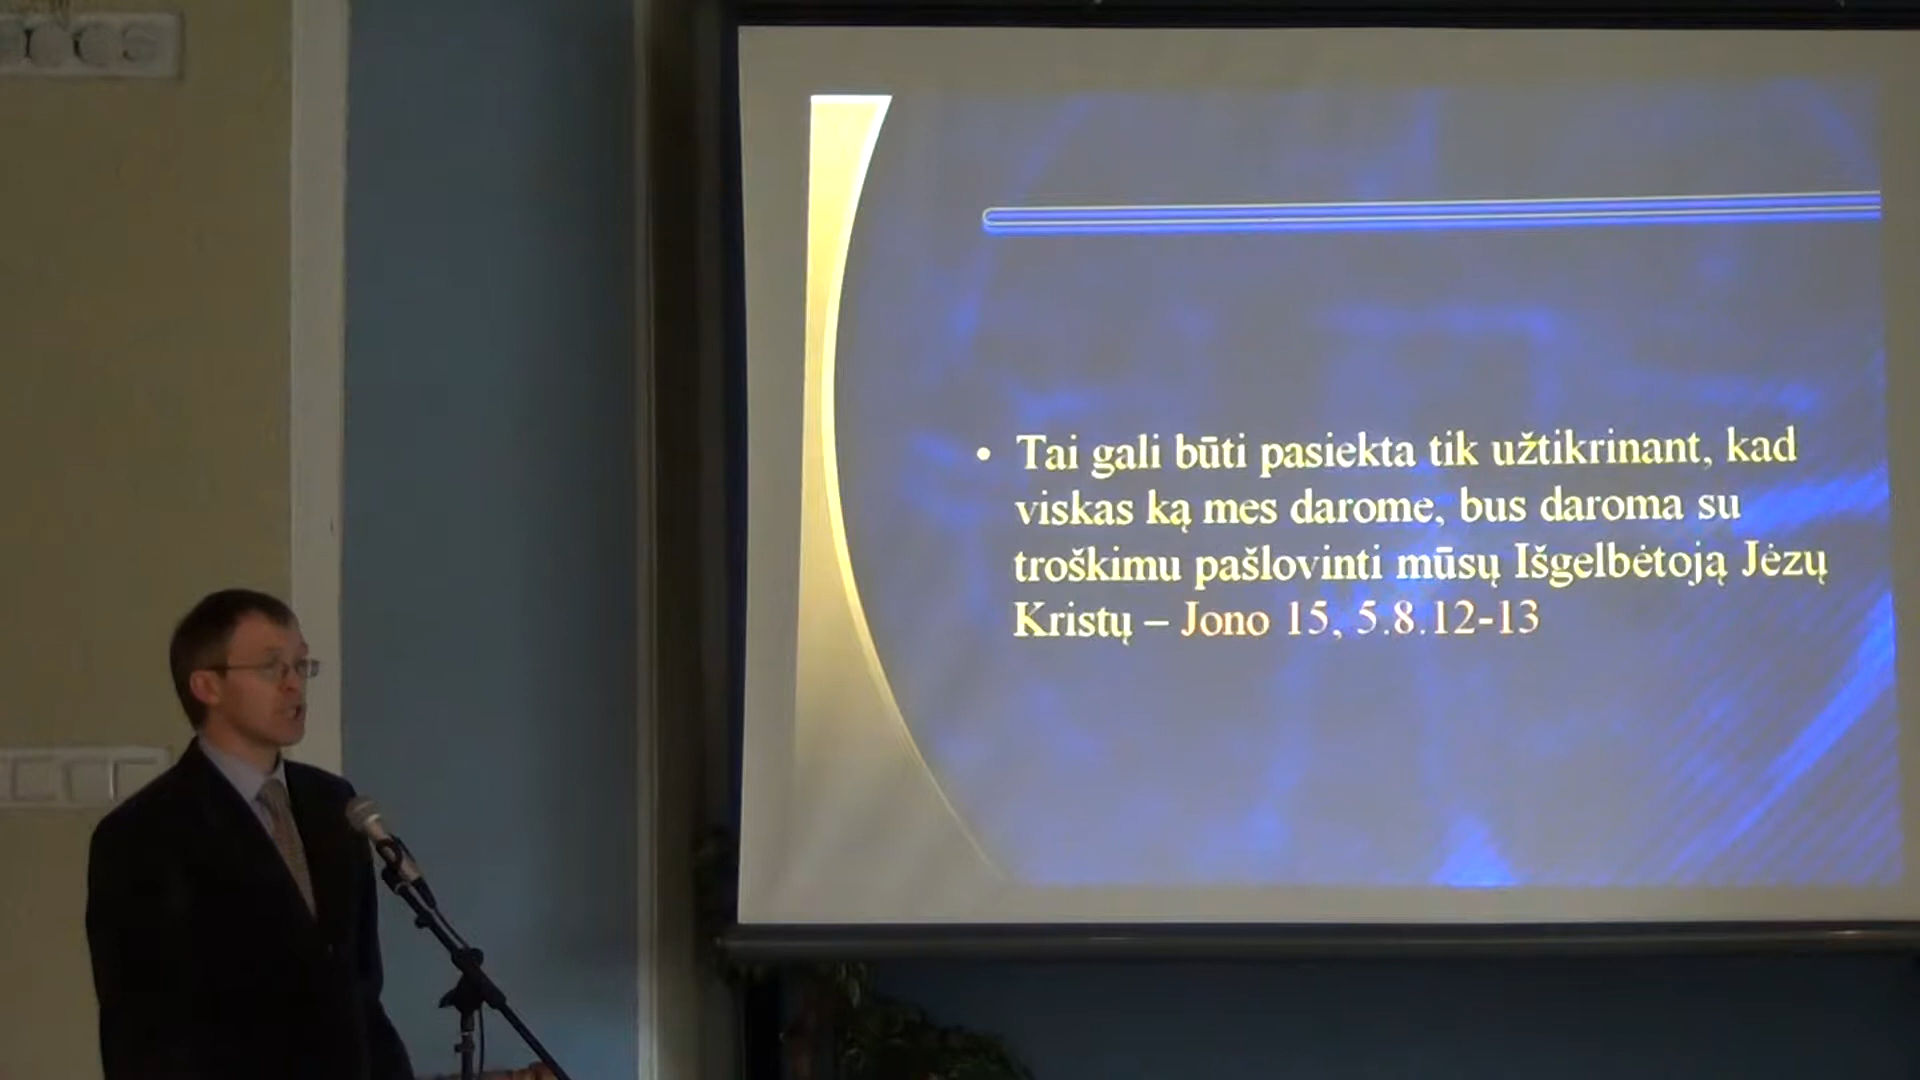 • Tai gali būti pasiekta tik užtikrinant, kad
viskas ką mes darome, bus daroma su
troškimu pašlovinti mūsų Išgelbėtoją Jėzų
Kristų – Jono 15, 5.8.12-13